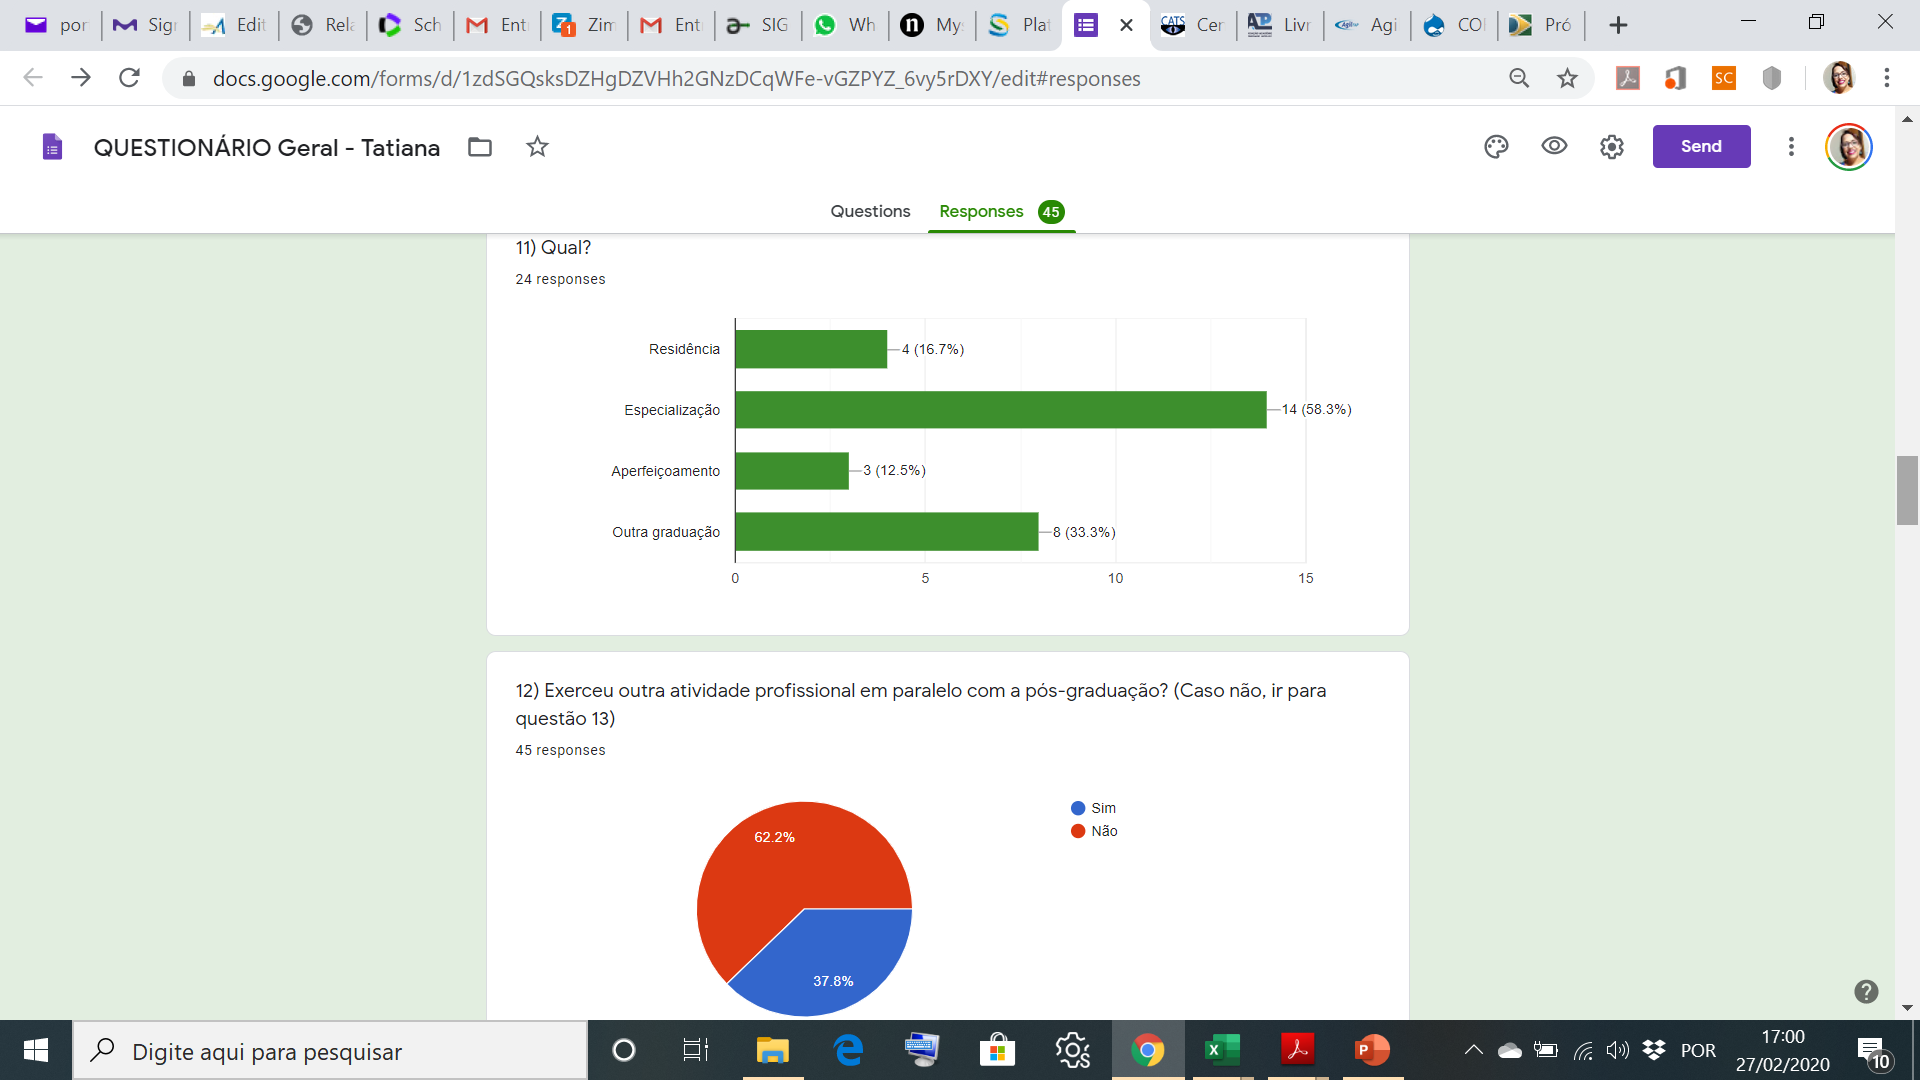 por
Sigr
Edit
Rela
Sch
Ent
Zim
Ent
SIG
Wh
My
Plat
Cer
Livr
Agi
CO
Pró
docs.google.com/forms/d/1zdSGQsksDZHgDZVHh2GNzDCqWFe-vGZPYZ_6vy5rDXY/edit#responses
SC
QUESTIONÁRIO Geral - Tatiana
Send
Questions
Responses 45
11) Qual?
24 responses
Residência
4 (16.7%)
Especialização
14 (58.3%)
Aperfeiçoamento
3 (12.5%)
Outra graduação
8 (33.3%)
0 5 10 15
12) Exerceu outra atividade profissional em paralelo com a pós-graduação? (Caso não, ir para
questão 13)
45 responses
Sim
Não
62.2%
37.8%
Digite aqui para pesquisar
POR
17:00
27/02/2020
10